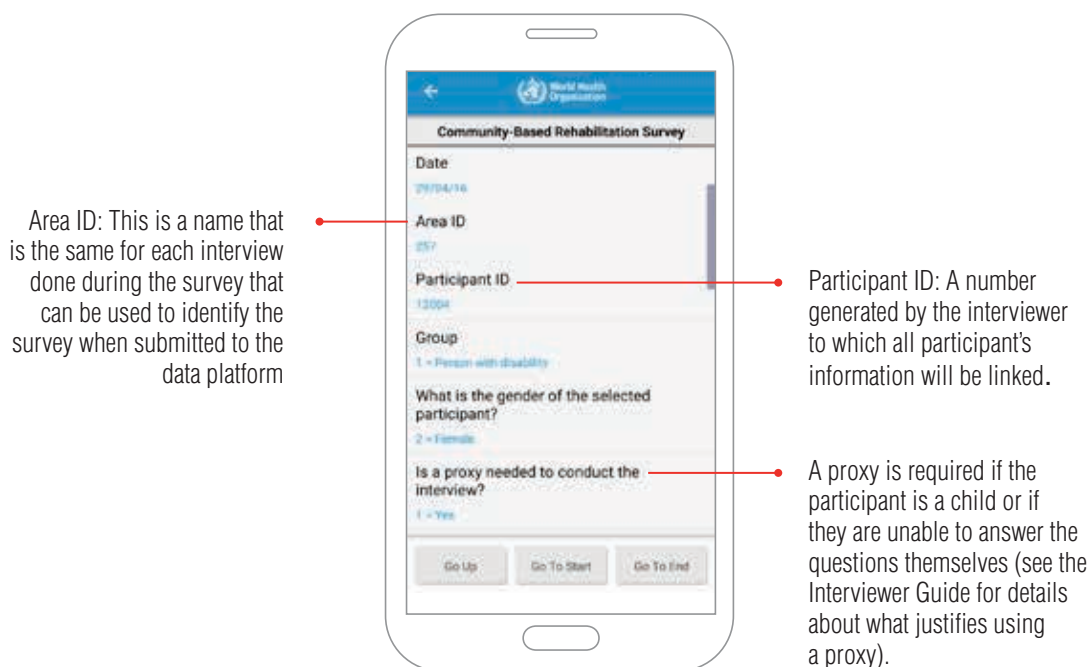 World Health
Organization
Community-Based Rehabilitation Survey
Date
29/04/16
Area ID
257
Participant ID
12004
Group
1 = Person with disability
What is the gender of the selected
participant?
2 = Female
Is a proxy needed to conduct the
interview?
1 = Yes
Go Up
Go To Start
Go To End
Area ID: This is a name that
is the same for each interview
done during the survey that
can be used to identify the
survey when submitted to the
data platform
Participant ID: A number
generated by the interviewer
to which all participant’s
information will be linked.
A proxy is required if the
participant is a child or if
they are unable to answer the
questions themselves (see the
Interviewer Guide for details
about what justifies using
a proxy).